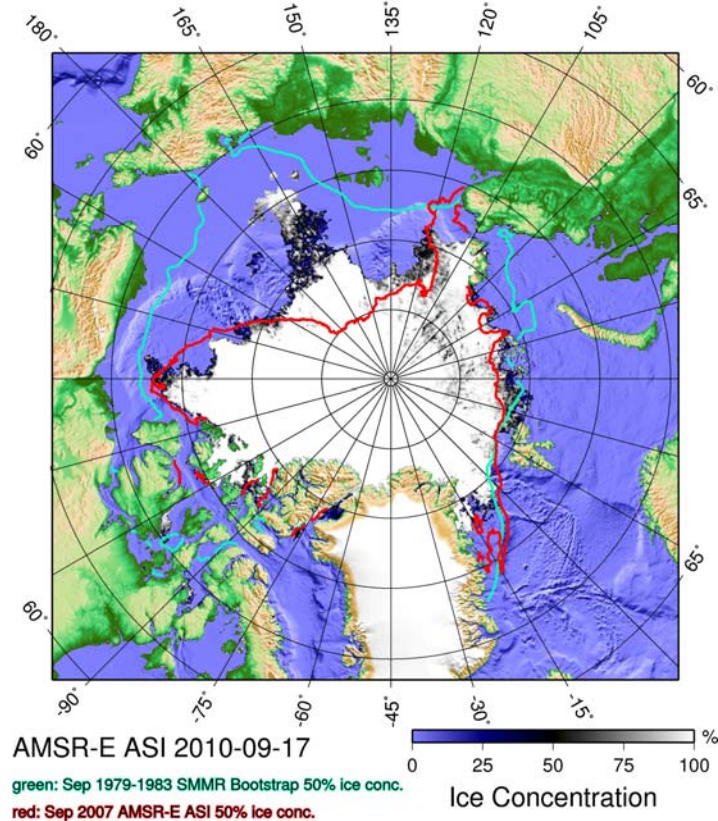 180° 165° 150° 135° 120° 105°
60° 60°
65°
60° 65°
-90° -75° -60° -45° -30° -15°
AMSR-E ASI 2010-09-17
green: Sep 1979-1983 SMMR Bootstrap 50% ice conc.
red: Sep 2007 AMSR-E ASI 50% ice conc.
%
0 25 50 75 100
Ice Concentration